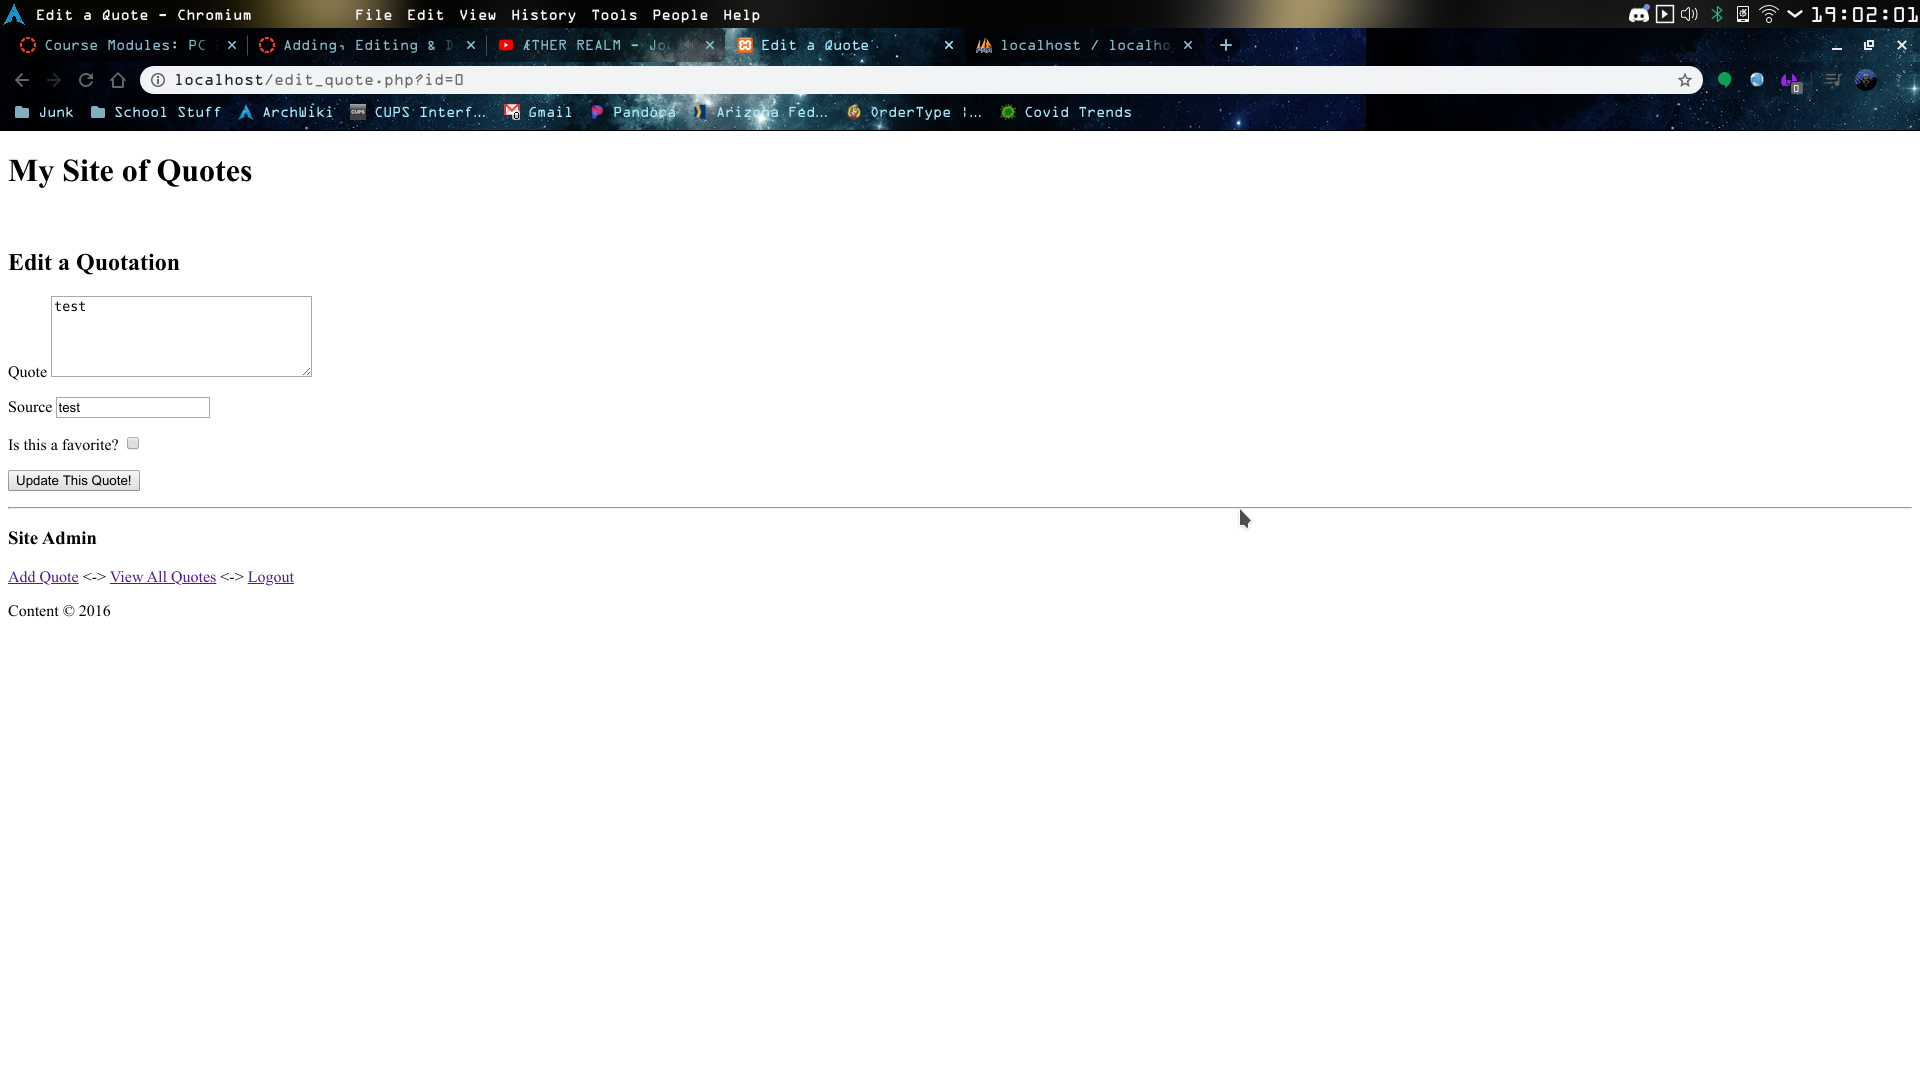 Edit a Quote - Chromium File Edit View History Tools People Help 19:02:01
Course Modules: PC Adding, Editing & D ÆTHER REALM - Jo Edit a Quote localhost / localho
localhost/edit_quote.php?id=0
Junk School Stuff ArchWiki CUPS Interf... Gmail Pandora Arizona Fed... OrderType |... Covid Trends
My Site of Quotes
Edit a Quotation
test
Quote
Source test
Is this a favorite?
Update This Quote!
Site Admin
Add Quote <-> View All Quotes <-> Logout
Content © 2016